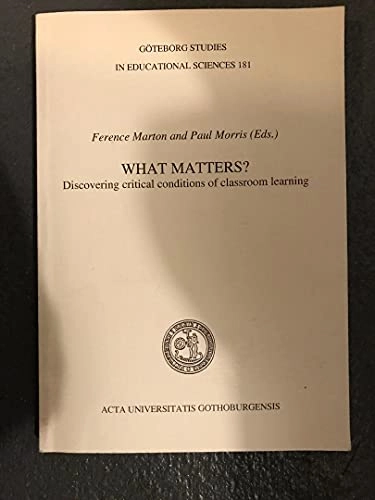 GÖTEBORG STUDIES
IN EDUCATIONAL SCIENCES 181
Ference Marton and Paul Morris (Eds.)
WHAT MATTERS?
Discovering critical conditions of classroom learning
ACTA UNIVERSITATIS GOTHOBURGENSIS